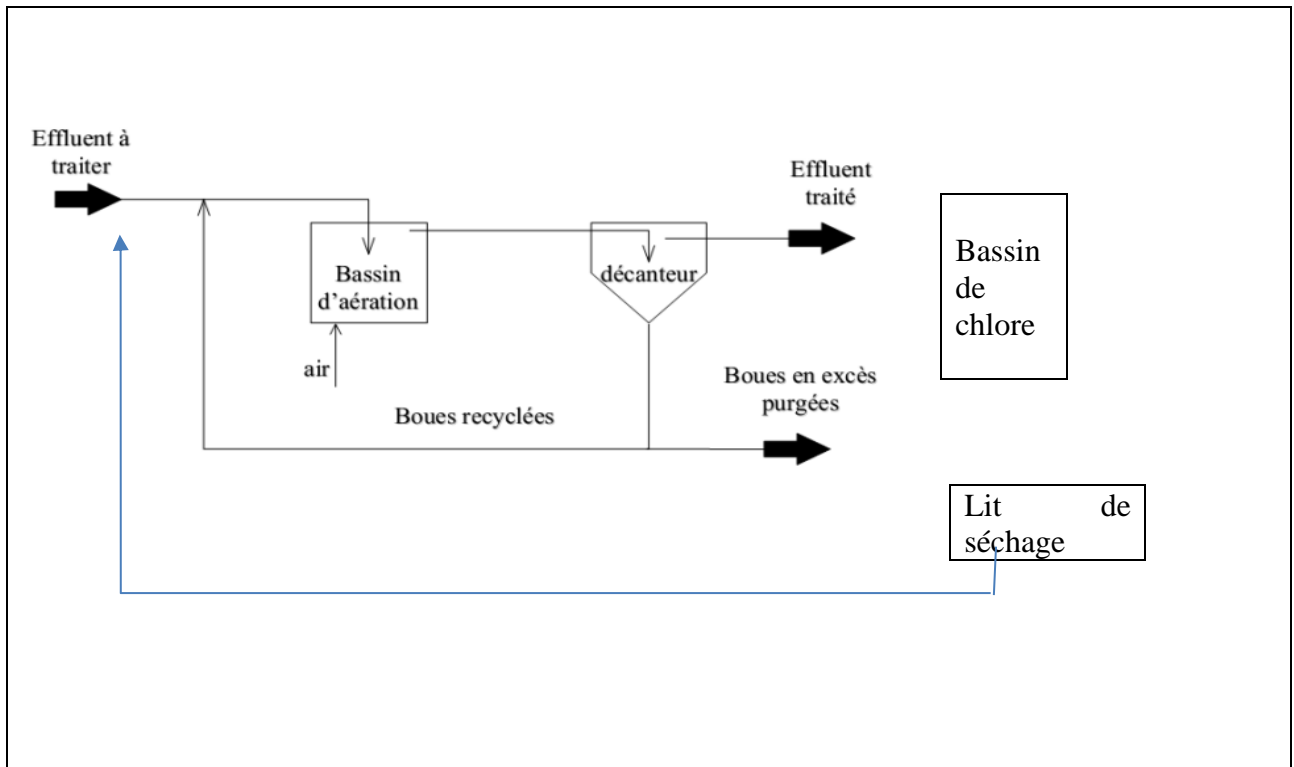 Effluent à
traiter
Effluent
traité
Bassin
d'aération
décanteur
Bassin
de
chlore
air
Boues en excès
purgées
Boues recyclées
Lit de
séchage